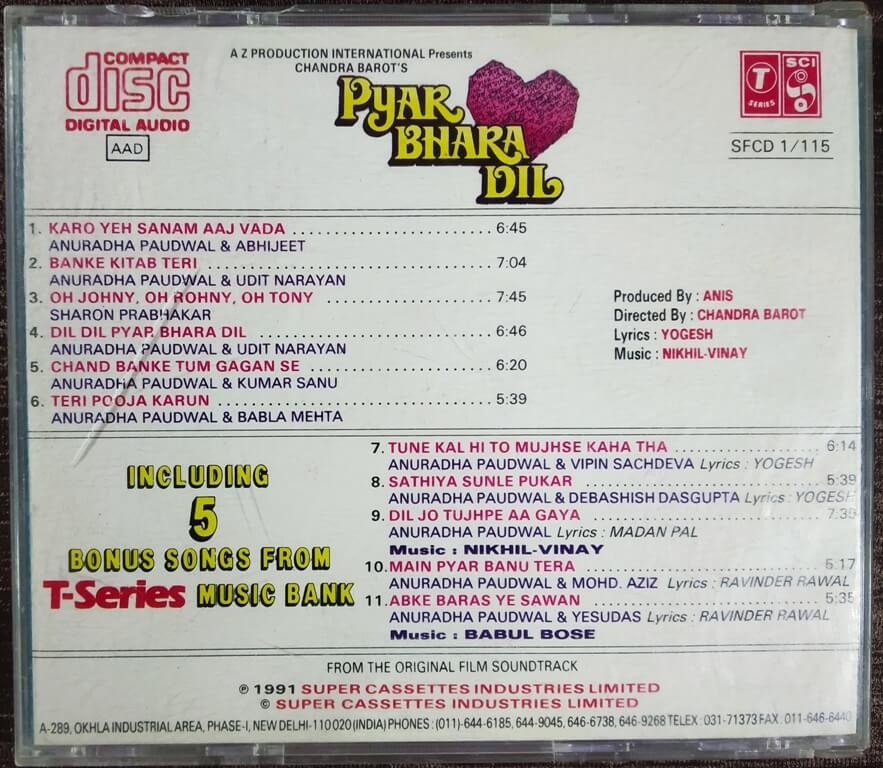 COMPACT
disc
DIGITAL AUDIO
AAD
A Z PRODUCTION INTERNATIONAL Presents
CHANDRA BAROT'S
PYAR
BHARA
DIL
T
SERIES
SCI
SFCD 1/115
1. KARO YEH SANAM AAJ VADA 6:45
ANURADHA PAUDWAL & ABHIJEET
2. BANKE KITAB TERI 7:04
ANURADHA PAUDWAL & UDIT NARAYAN
3. OH JOHNY, OH ROHNY, OH TONY 7:45
SHARON PRABHAKAR
4. DIL DIL PYAR BHARA DIL 6:46
ANURADHA PAUDWAL & UDIT NARAYAN
5. CHAND BANKE TUM GAGAN SE 6:20
ANURADHA PAUDWAL & KUMAR SANU
6. TERI POOJA KARUN 5:39
ANURADHA PAUDWAL & BABLA MEHTA
Produced By : ANIS
Directed By : CHANDRA BAROT
Lyrics : YOGESH
Music : NIKHIL-VINAY
INCLUDING
5
BONUS SONGS FROM
T-Series MUSIC BANK
7. TUNE KAL HI TO MUJHSE KAHA THA 6:14
ANURADHA PAUDWAL & VIPIN SACHDEVA Lyrics : YOGESH
8. SATHIYA SUNLE PUKAR 5:39
ANURADHA PAUDWAL & DEBASHISH DASGUPTA Lyrics : YOGESH
9. DIL JO TUJHPE AA GAYA 7:35
ANURADHA PAUDWAL Lyrics : MADAN PAL
Music : NIKHIL-VINAY
10. MAIN PYAR BANU TERA 5:17
ANURADHA PAUDWAL & MOHD. AZIZ Lyrics : RAVINDER RAWAL
11. ABKE BARAS YE SAWAN 5:35
ANURADHA PAUDWAL & YESUDAS Lyrics : RAVINDER RAWAL
Music : BABUL BOSE
FROM THE ORIGINAL FILM SOUNDTRACK
℗ 1991 SUPER CASSETTES INDUSTRIES LIMITED
© SUPER CASSETTES INDUSTRIES LIMITED
A-289, OKHLA INDUSTRIAL AREA, PHASE-I, NEW DELHI-110 020 (INDIA) PHONES : (011)-644-6185, 644-9045, 646-6738, 646-9268 TELEX : 031-71373 FAX : 011-646-6440